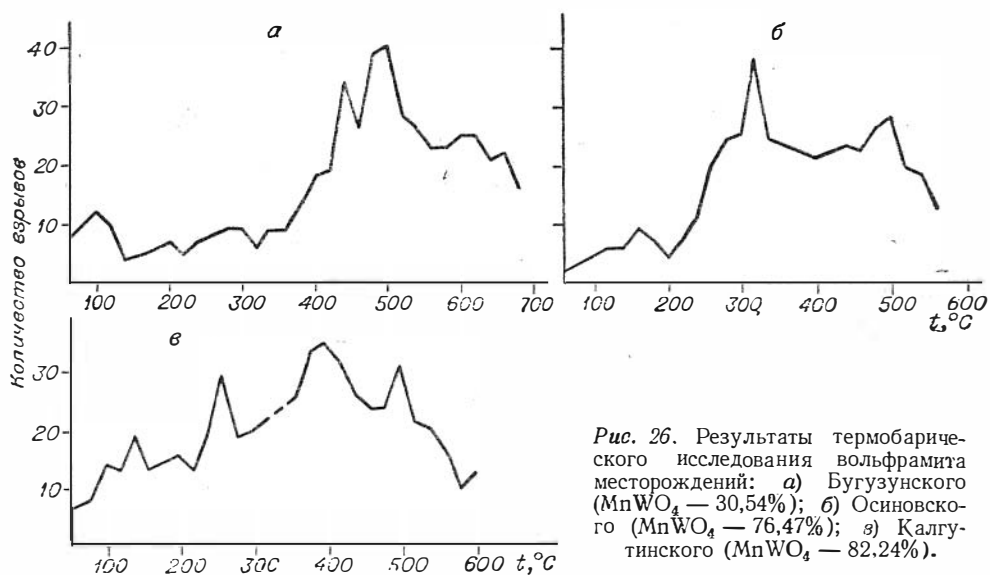 а
б
40
30
20
10
100
200
300
400
500
600
700
100
200
300
400
500
600
t,°C
Количество взрывов
в
30
20
10
100
200
300
400
500
600 t,°C
Рис. 26. Результаты термобариче-
ского исследования вольфрамита
месторождений: а) Бугузунского
(MnWO₄ — 30,54%); б) Осиновско-
го (MnWO₄ — 76,47%); в) Калгу-
тинского (MnWO₄ — 82.24%).